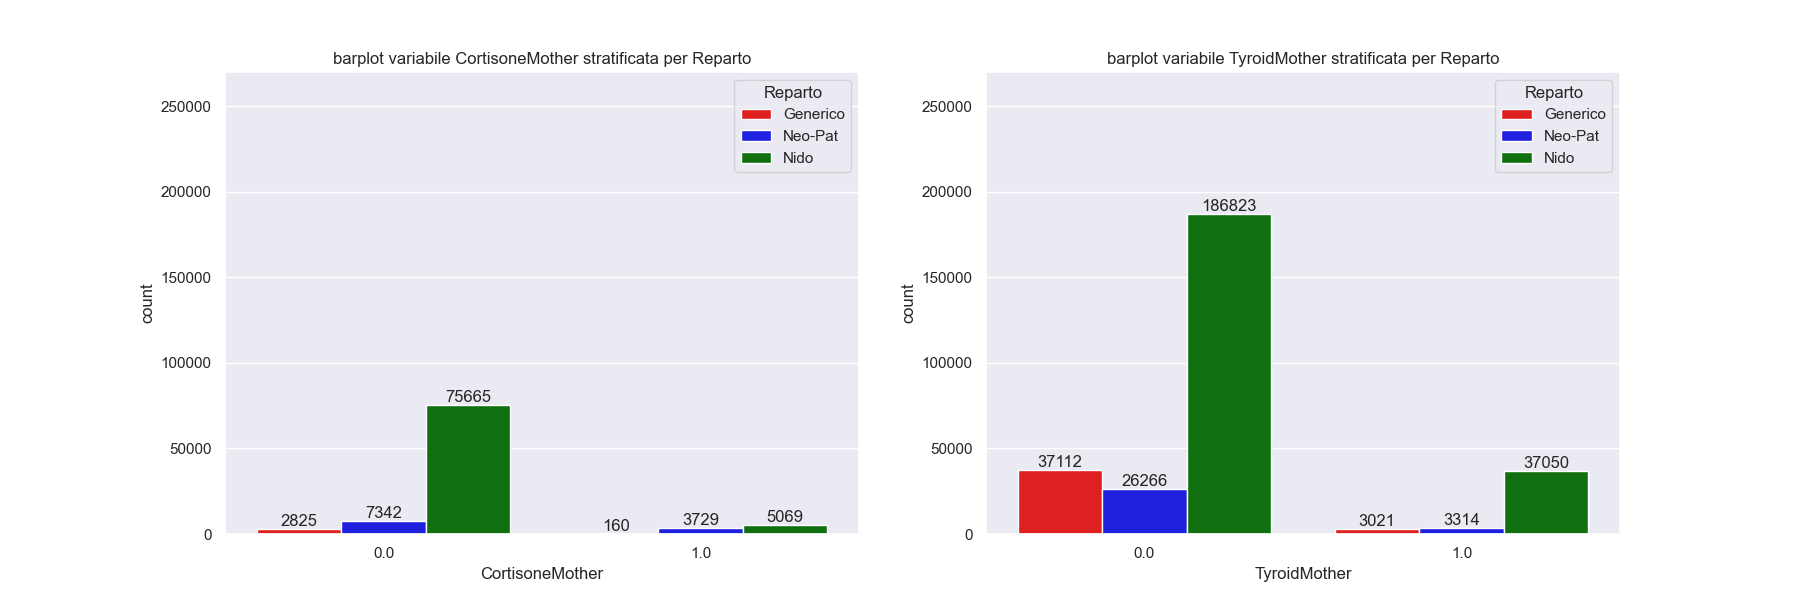 barplot variabile CortisoneMother stratificata per Reparto
250000
200000
150000
100000
50000
0
count
Reparto
Generico
Neo-Pat
Nido
2825
7342
75665
160
3729
5069
0.0
1.0
CortisoneMother
barplot variabile TyroidMother stratificata per Reparto
250000
200000
150000
100000
50000
0
count
Reparto
Generico
Neo-Pat
Nido
37112
26266
186823
3021
3314
37050
0.0
1.0
TyroidMother